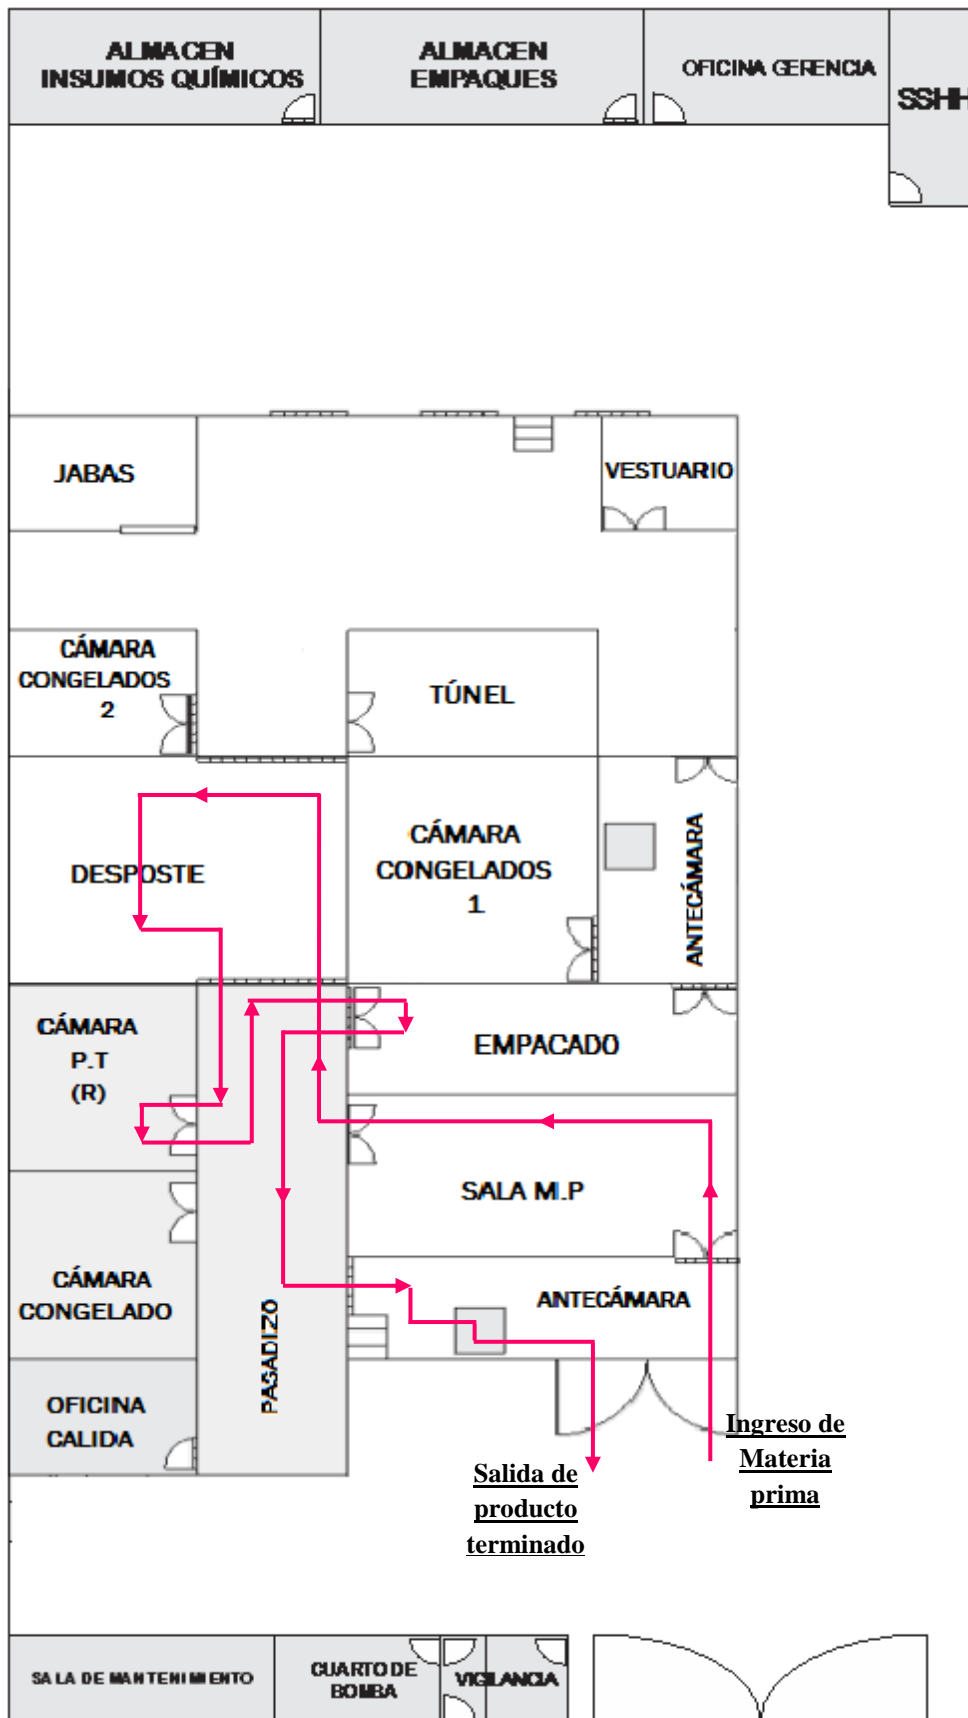 ALMACEN
INSUMOS QUÍMICOS
ALMACEN
EMPAQUES
OFICINA GERENCIA
SSHH
JABAS
VESTUARIO
CÁMARA
CONGELADOS
2
TÚNEL
DESPOSTE
CÁMARA
CONGELADOS
1
ANTECÁMARA
CÁMARA
P.T
(R)
EMPACADO
SALA M.P
CÁMARA
CONGELADO
PASADIZO
ANTECÁMARA
OFICINA
CALIDA
Ingreso de
Materia
prima
Salida de
producto
terminado
SALA DE MANTENIMIENTO
CUARTO DE
BOMBA
VIGILANCIA